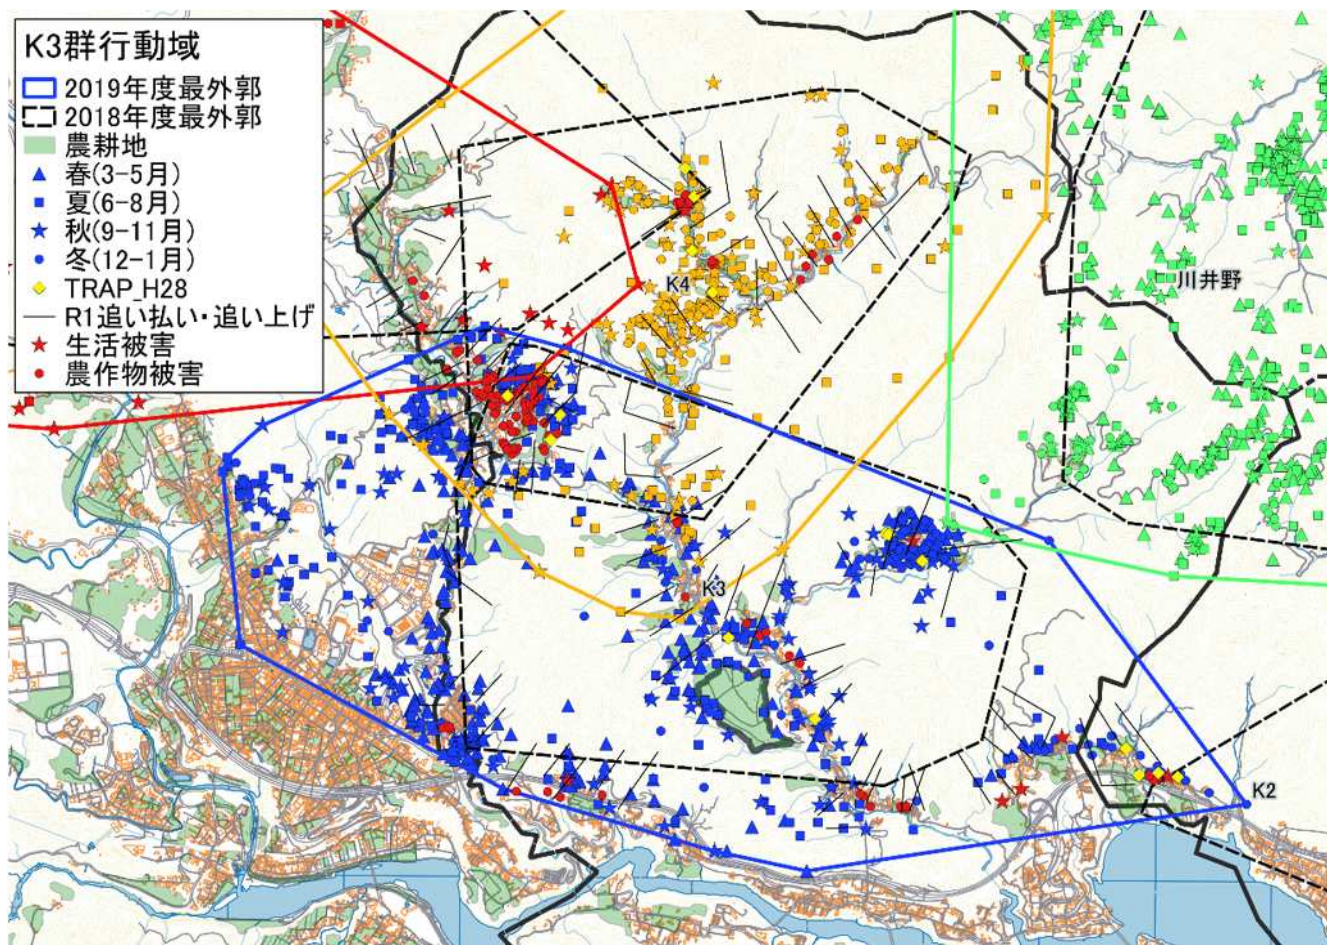 K3群行動域
2019年度最外郭
2018年度最外郭
農耕地
春(3-5月)
夏(6-8月)
秋(9-11月)
冬(12-1月)
TRAP_H28
R1追い払い・追い上げ
生活被害
農作物被害
川井野
K4
K3
K2